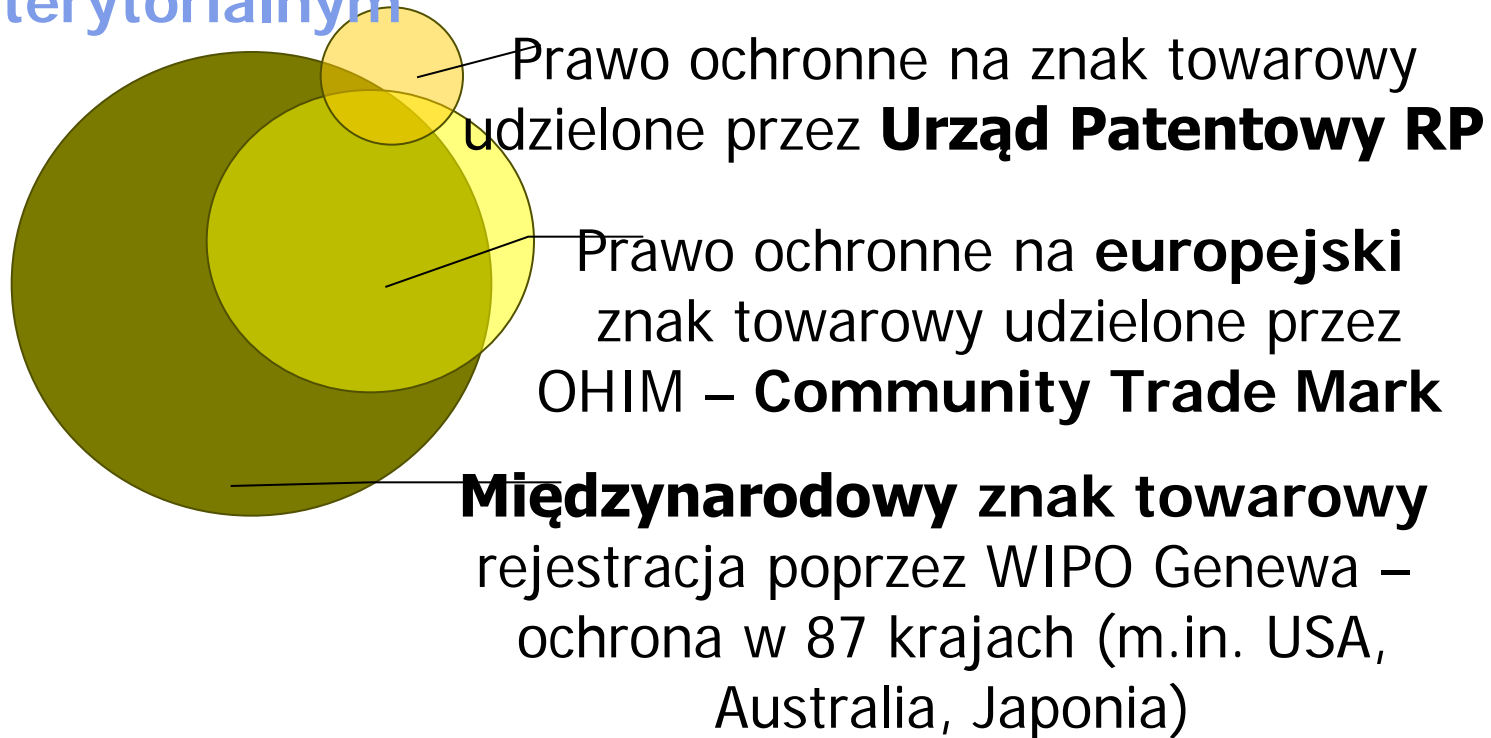 terytorialnym
Prawo ochronne na znak towarowy
udzielone przez Urząd Patentowy RP
Prawo ochronne na europejski
znak towarowy udzielone przez
OHIM – Community Trade Mark
Międzynarodowy znak towarowy
rejestracja poprzez WIPO Genewa –
ochrona w 87 krajach (m.in. USA,
Australia, Japonia)